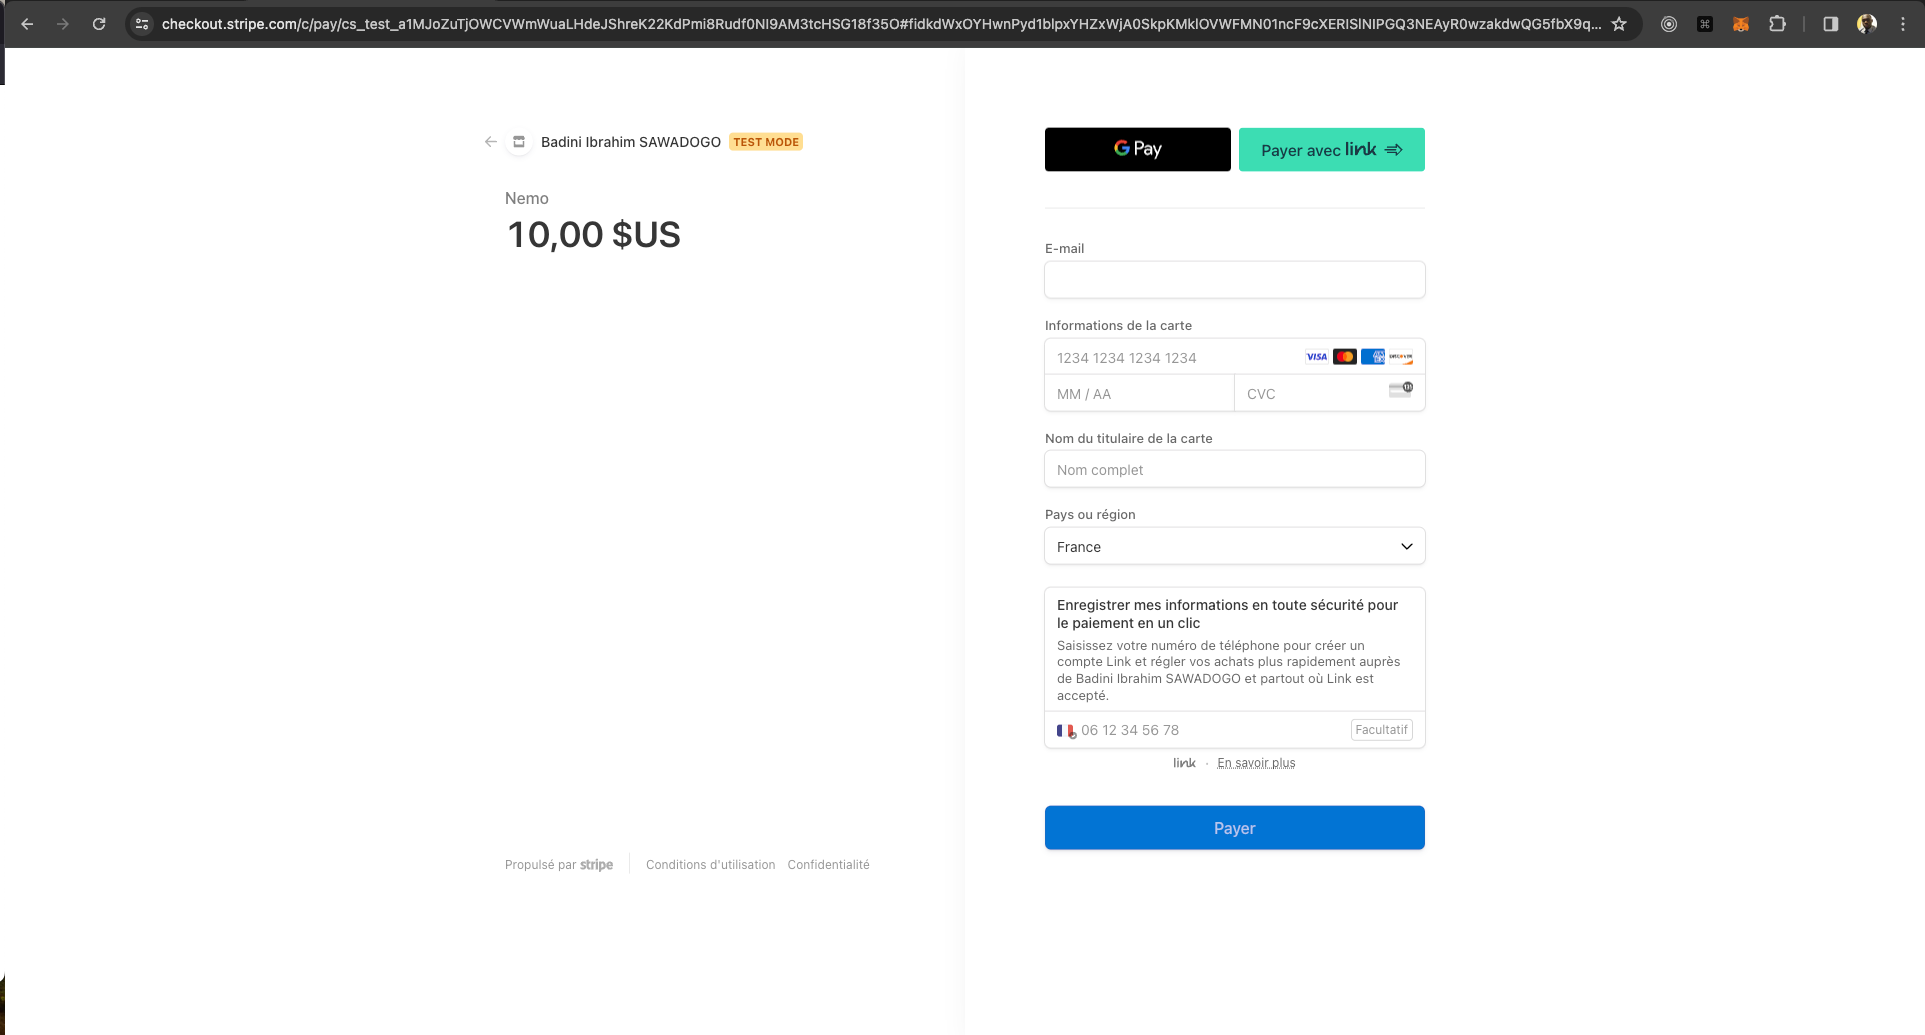 checkout.stripe.com/c/pay/cs_test_a1MJoZuTjOWCVWmWuaLHdeJShreK22KdPmi8Rudf0NI9AM3tcHSG18f35O#fidkdWxOYHwnPyd1blpxYHZxWjA0SkpKMklOVWFMN01ncF9cXERISlNIPGQ3NEAyR0wzakdwQG5fbX9q...
Badini Ibrahim SAWADOGO TEST MODE
Nemo
10,00 $US
G Pay
Payer avec link
E-mail
Informations de la carte
1234 1234 1234 1234
VISA
MM / AA
CVC
Nom du titulaire de la carte
Nom complet
Pays ou région
France
Enregistrer mes informations en toute sécurité pour
le paiement en un clic
Saisissez votre numéro de téléphone pour créer un
compte Link et régler vos achats plus rapidement auprès
de Badini Ibrahim SAWADOGO et partout où Link est
accepté.
06 12 34 56 78
Facultatif
link · En savoir plus
Payer
Propulsé par stripe
Conditions d'utilisation
Confidentialité